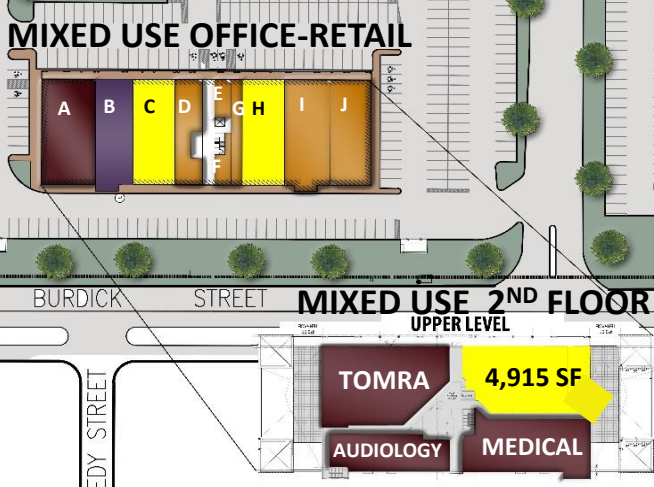 MIXED USE OFFICE-RETAIL
A B C D E F G H I J
BURDICK STREET
MIXED USE 2ND FLOOR
UPPER LEVEL
TOMRA
4,915 SF
AUDIOLOGY
MEDICAL
EDY STREET